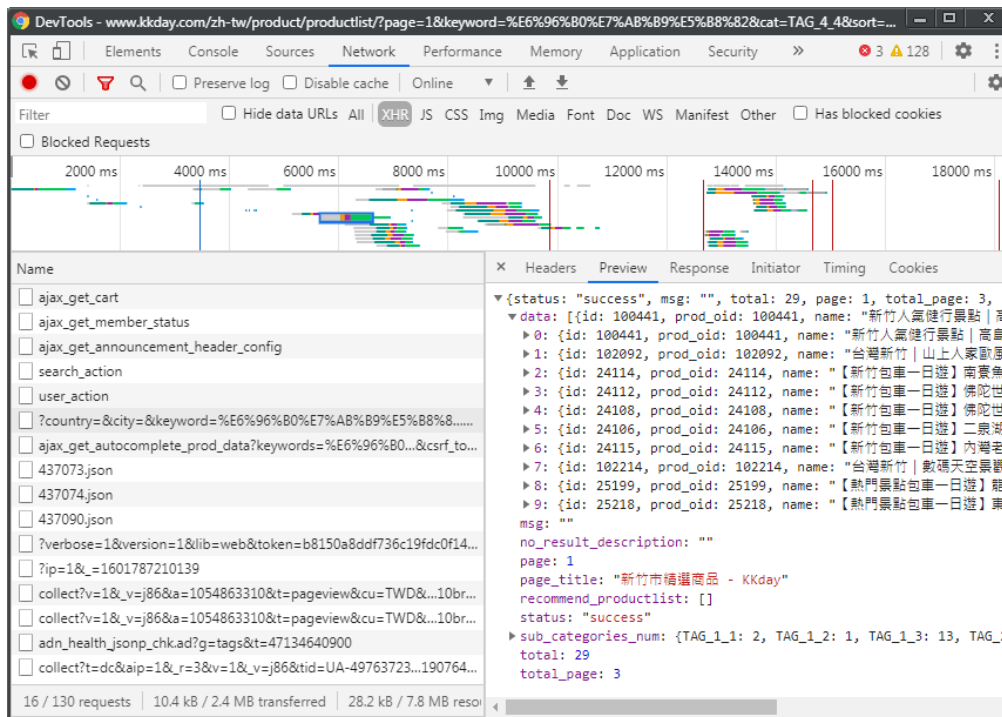 DevTools - www.kkday.com/zh-tw/product/productlist/?page=1&keyword=%E6%96%B0%E7%AB%B9%E5%B8%82&cat=TAG_4_4&sort=...
Elements Console Sources Network Performance Memory Application Security » 3 128
Preserve log Disable cache Online
Filter Hide data URLs All XHR JS CSS Img Media Font Doc WS Manifest Other Has blocked cookies
Blocked Requests
2000 ms 4000 ms 6000 ms 8000 ms 10000 ms 12000 ms 14000 ms 16000 ms 18000 ms
Name
ajax_get_cart
ajax_get_member_status
ajax_get_announcement_header_config
search_action
user_action
?country=&city=&keyword=%E6%96%B0%E7%AB%B9%E5%B8%8......
ajax_get_autocomplete_prod_data?keywords=%E6%96%B0...&csrf_to...
437073.json
437074.json
437090.json
?verbose=1&version=1&lib=web&token=b8150a8ddf736c19fdc0f14...
?ip=1&_=1601787210139
collect?v=1&_v=j86&a=1054863310&t=pageview&cu=TWD&...10br...
collect?v=1&_v=j86&a=1054863310&t=pageview&cu=TWD&...10br...
adn_health_jsonp_chk.ad?g=tags&t=47134640900
collect?t=dc&aip=1&_r=3&v=1&_v=j86&tid=UA-49763723...190764...
16 / 130 requests 10.4 kB / 2.4 MB transferred 28.2 kB / 7.8 MB reso
× Headers Preview Response Initiator Timing Cookies
▼{status: "success", msg: "", total: 29, page: 1, total_page: 3,
▼data: [{id: 100441, prod_oid: 100441, name: "新竹人氣健行景點 | 高
▶0: {id: 100441, prod_oid: 100441, name: "新竹人氣健行景點 | 高島
▶1: {id: 102092, prod_oid: 102092, name: "台灣新竹 | 山上人家歐風
▶2: {id: 24114, prod_oid: 24114, name: "【新竹包車一日遊】南寮魚
▶3: {id: 24112, prod_oid: 24112, name: "【新竹包車一日遊】佛陀世
▶4: {id: 24108, prod_oid: 24108, name: "【新竹包車一日遊】佛陀世
▶5: {id: 24106, prod_oid: 24106, name: "【新竹包車一日遊】二泉湖
▶6: {id: 24115, prod_oid: 24115, name: "【新竹包車一日遊】內灣老
▶7: {id: 102214, prod_oid: 102214, name: "台灣新竹 | 數碼天空景觀
▶8: {id: 25199, prod_oid: 25199, name: "【熱門景點包車一日遊】龍
▶9: {id: 25218, prod_oid: 25218, name: "【熱門景點包車一日遊】東
msg: ""
no_result_description: ""
page: 1
page_title: "新竹市精選商品 - KKday"
recommend_productlist: []
status: "success"
▶sub_categories_num: {TAG_1_1: 2, TAG_1_2: 1, TAG_1_3: 13, TAG_
total: 29
total_page: 3